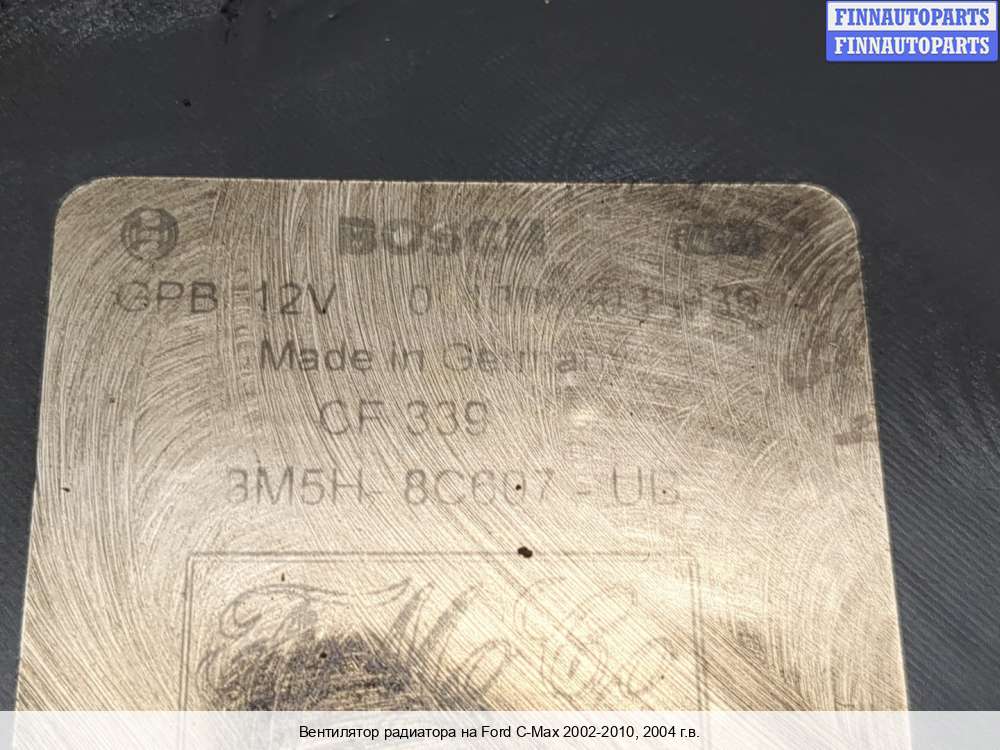 FINNAUTOPARTS
FINNAUTOPARTS
BOSCH
GPB 12V 0
Made in Germany
CF 339
3M5H- 8C607 - UB
FoMoCo
Вентилятор радиатора на Ford C-Max 2002-2010, 2004 г.в.